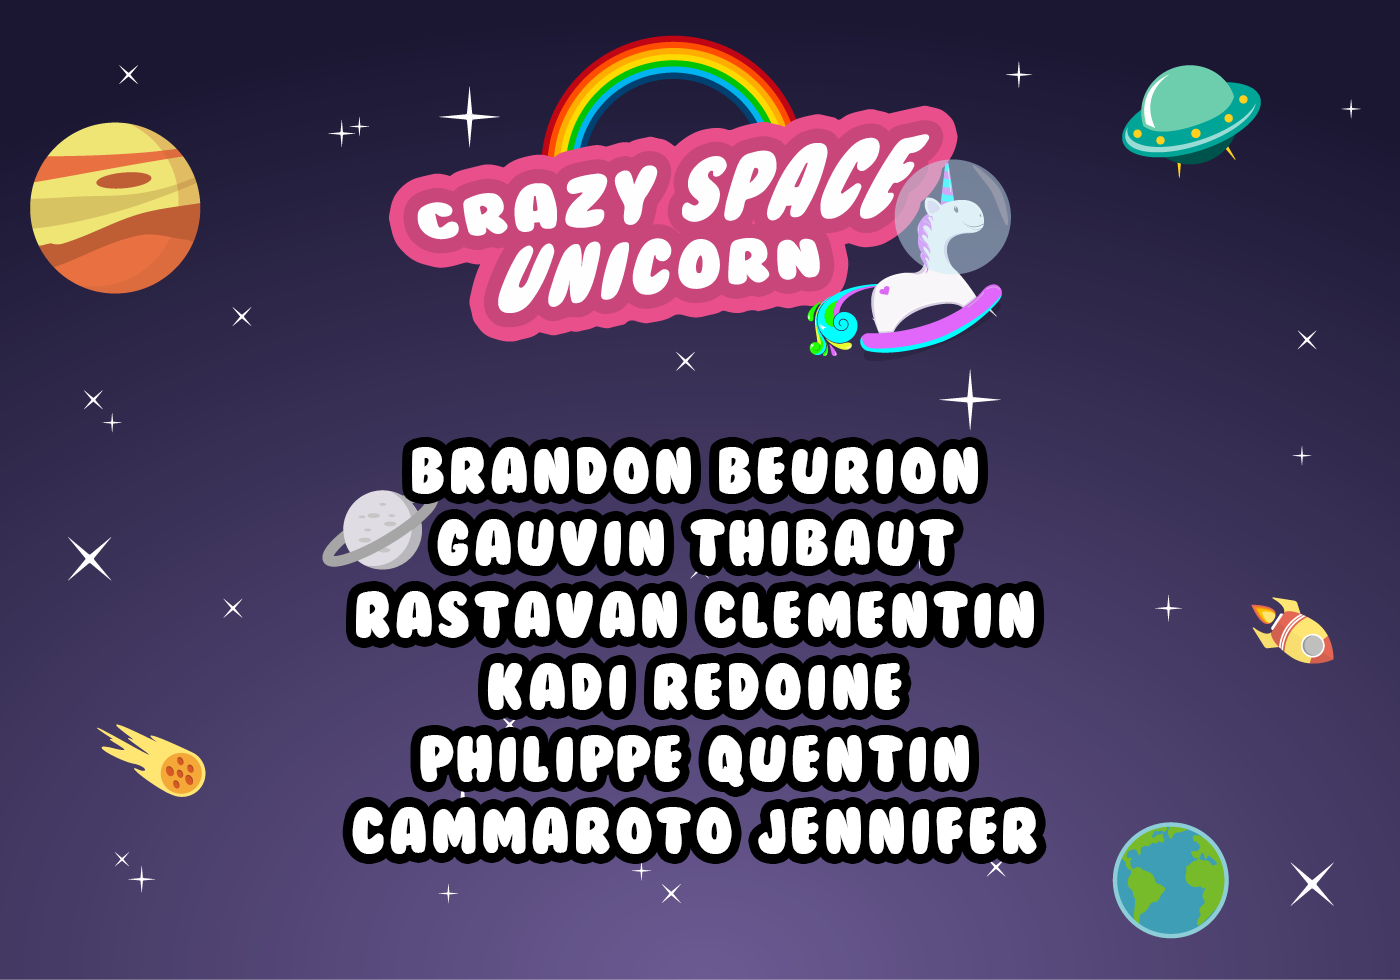 CRAZY SPACE
UNICORN
BRANDON BEURION
GAUVIN THIBAUT
RASTAVAN CLEMENTIN
KADI REDOINE
PHILIPPE QUENTIN
CAMMAROTO JENNIFER